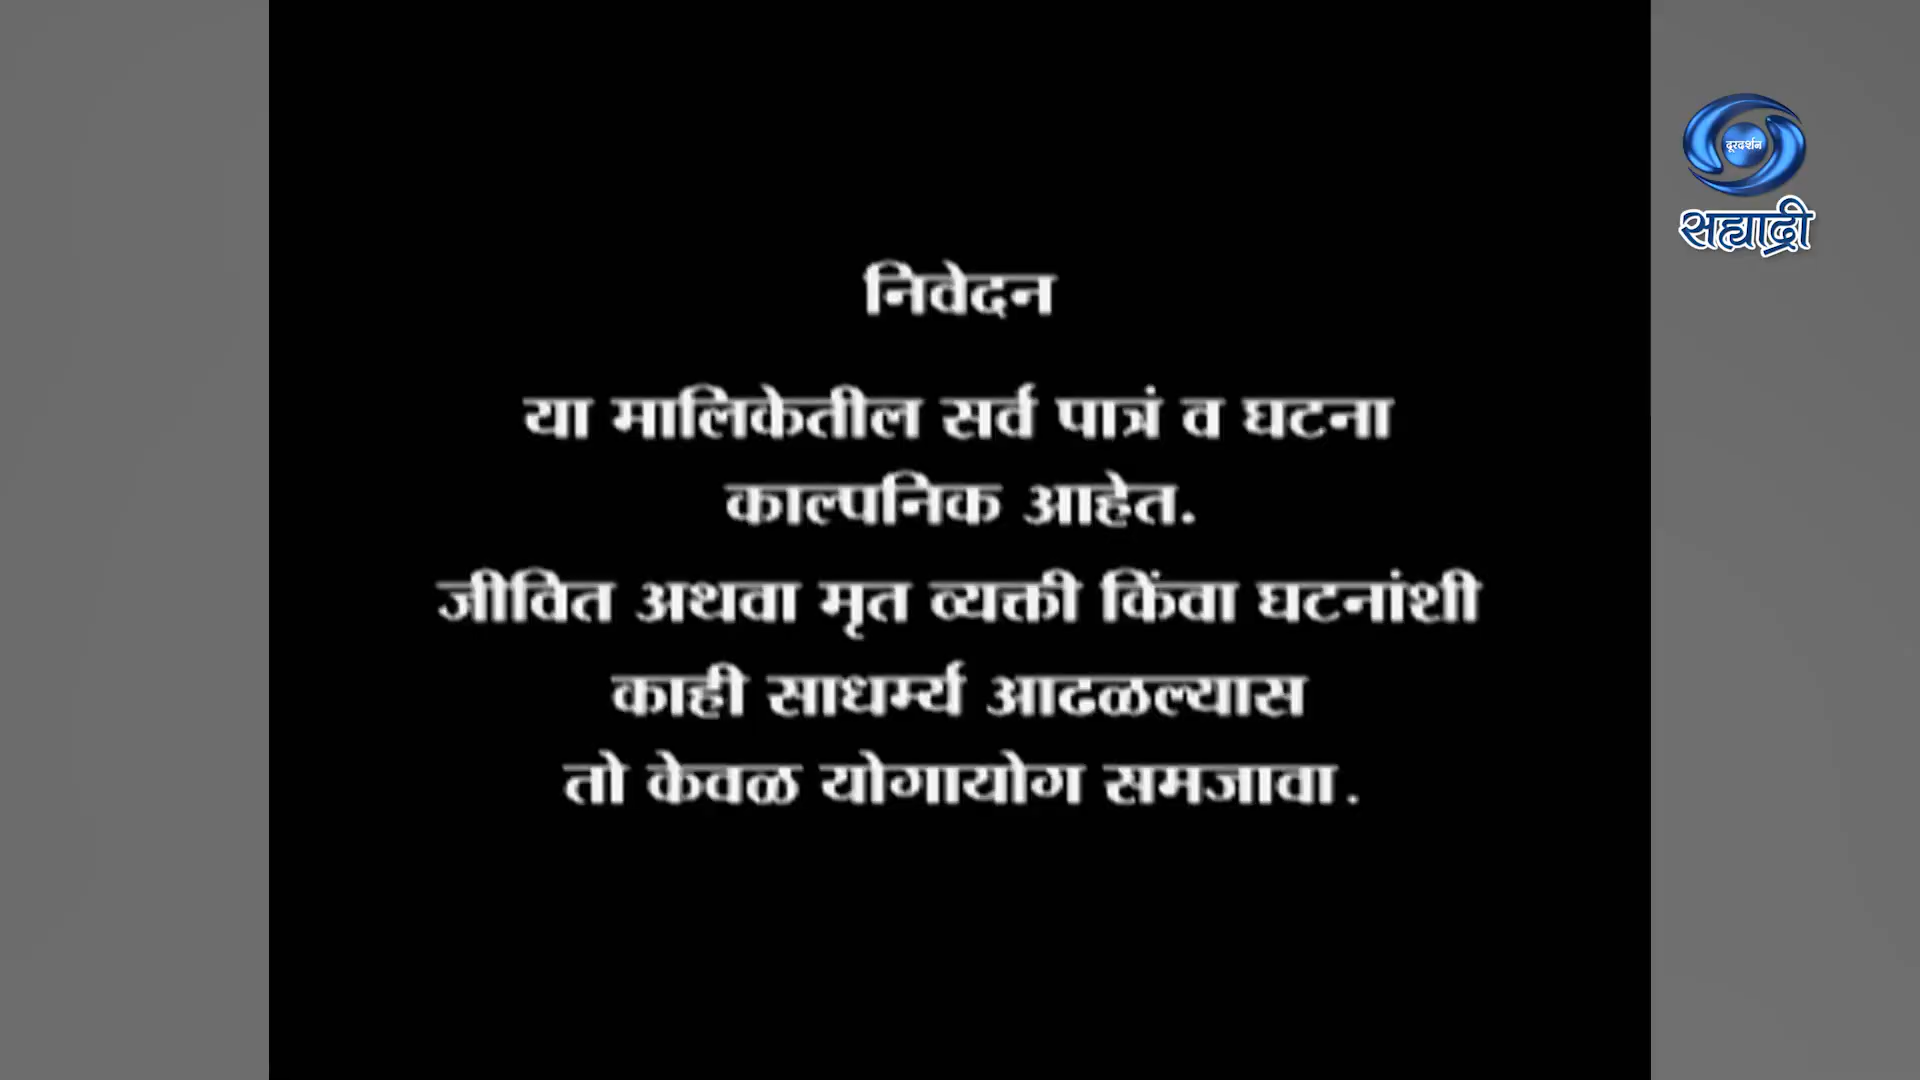 दूरदर्शन
सह्याद्री
निवेदन
या मालिकेतील सर्व पात्रं व घटना
काल्पनिक आहेत.
जीवित अथवा मृत व्यक्ती किंवा घटनांशी
काही साधर्म्य आढळल्यास
तो केवळ योगायोग समजावा.